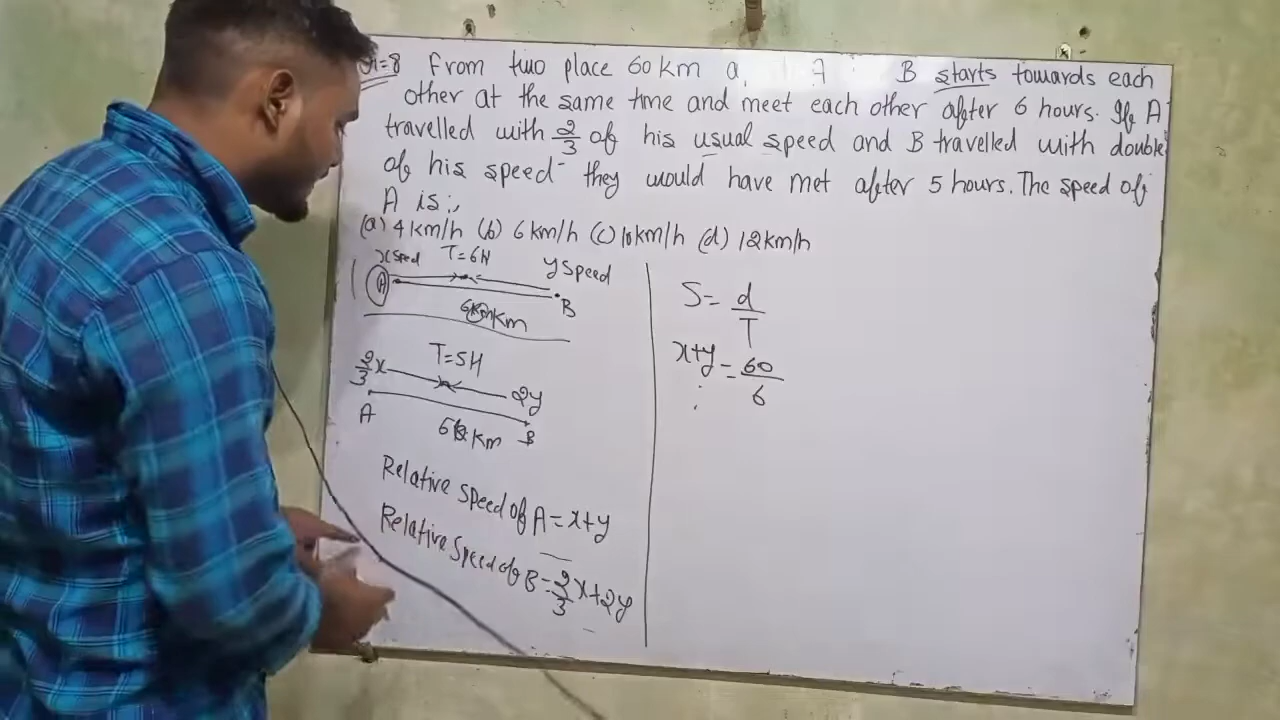 =8 from two place 60 km a A B starts towards each
other at the same time and meet each other after 6 hours. If A
travelled with 2/3 of his usual speed and B travelled with double
of his speed they would have met after 5 hours. The speed of
A is:,
(a) 4 km/h (b) 6 km/h (c) 10 km/h (d) 12 km/h
x speed T=6H y speed
A B
60 km
2/3 x T=5H 2y
A B
km
Relative speed of A = x+y
Relative speed of B = 2/3 x+2y
S = d/T
x+y = 60/6